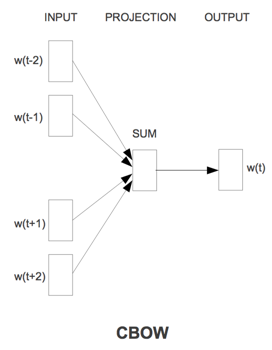 INPUT PROJECTION OUTPUT
w(t-2)
w(t-1)
SUM
w(t)
w(t+1)
w(t+2)
CBOW